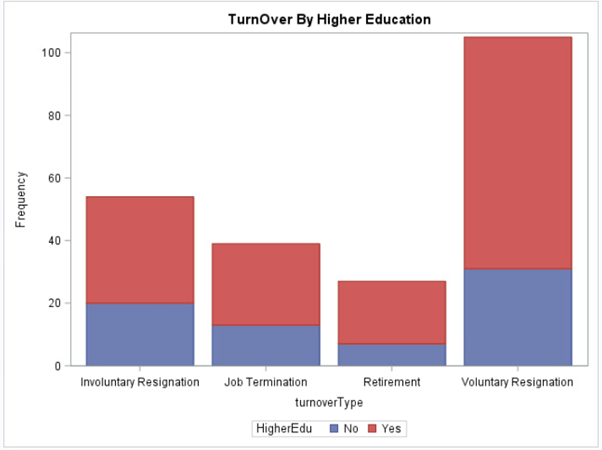 TurnOver By Higher Education
100
80
60
40
20
0
Frequency
Involuntary Resignation Job Termination Retirement Voluntary Resignation
turnoverType
HigherEdu No Yes